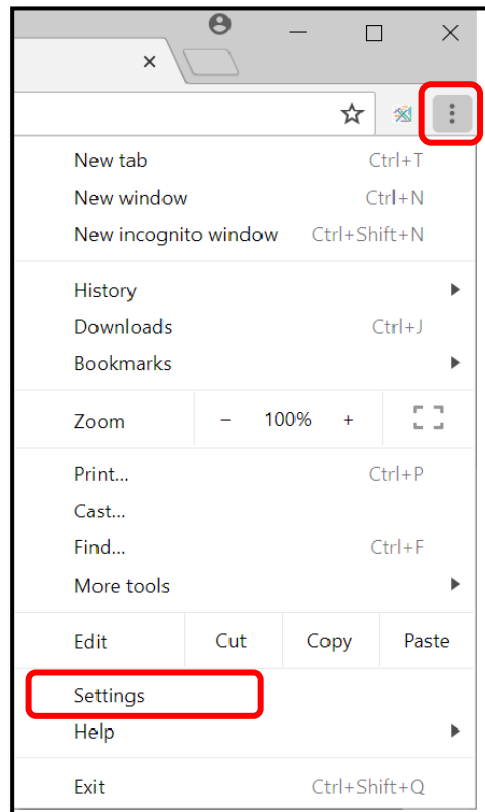 New tab Ctrl+T
New window Ctrl+N
New incognito window Ctrl+Shift+N
History
Downloads Ctrl+J
Bookmarks
Zoom – 100% +
Print... Ctrl+P
Cast...
Find... Ctrl+F
More tools
Edit Cut Copy Paste
Settings
Help
Exit Ctrl+Shift+Q